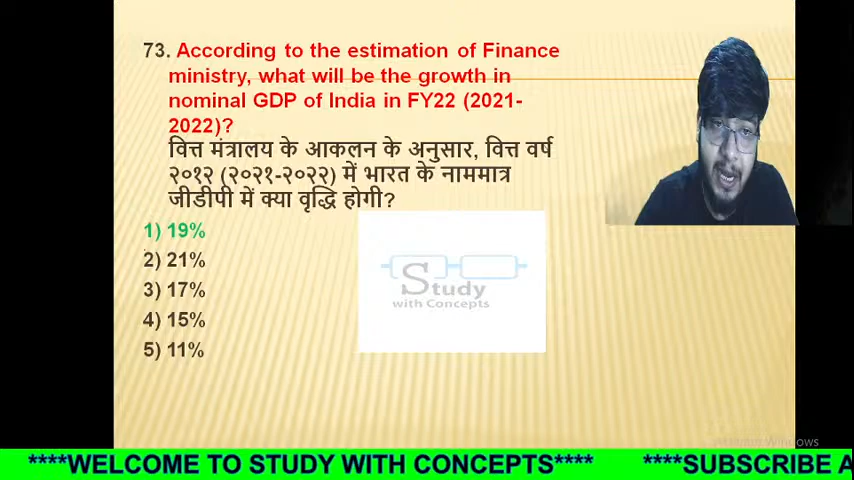 73. According to the estimation of Finance
ministry, what will be the growth in
nominal GDP of India in FY22 (2021-
2022)?
वित्त मंत्रालय के आकलन के अनुसार, वित्त वर्ष
२०१२ (२०२१-२०२२) में भारत के नाममात्र
जीडीपी में क्या वृद्धि होगी?
1) 19%
2) 21%
3) 17%
4) 15%
5) 11%
Study
with Concepts
Activate Windows
****WELCOME TO STUDY WITH CONCEPTS**** ****SUBSCRIBE A